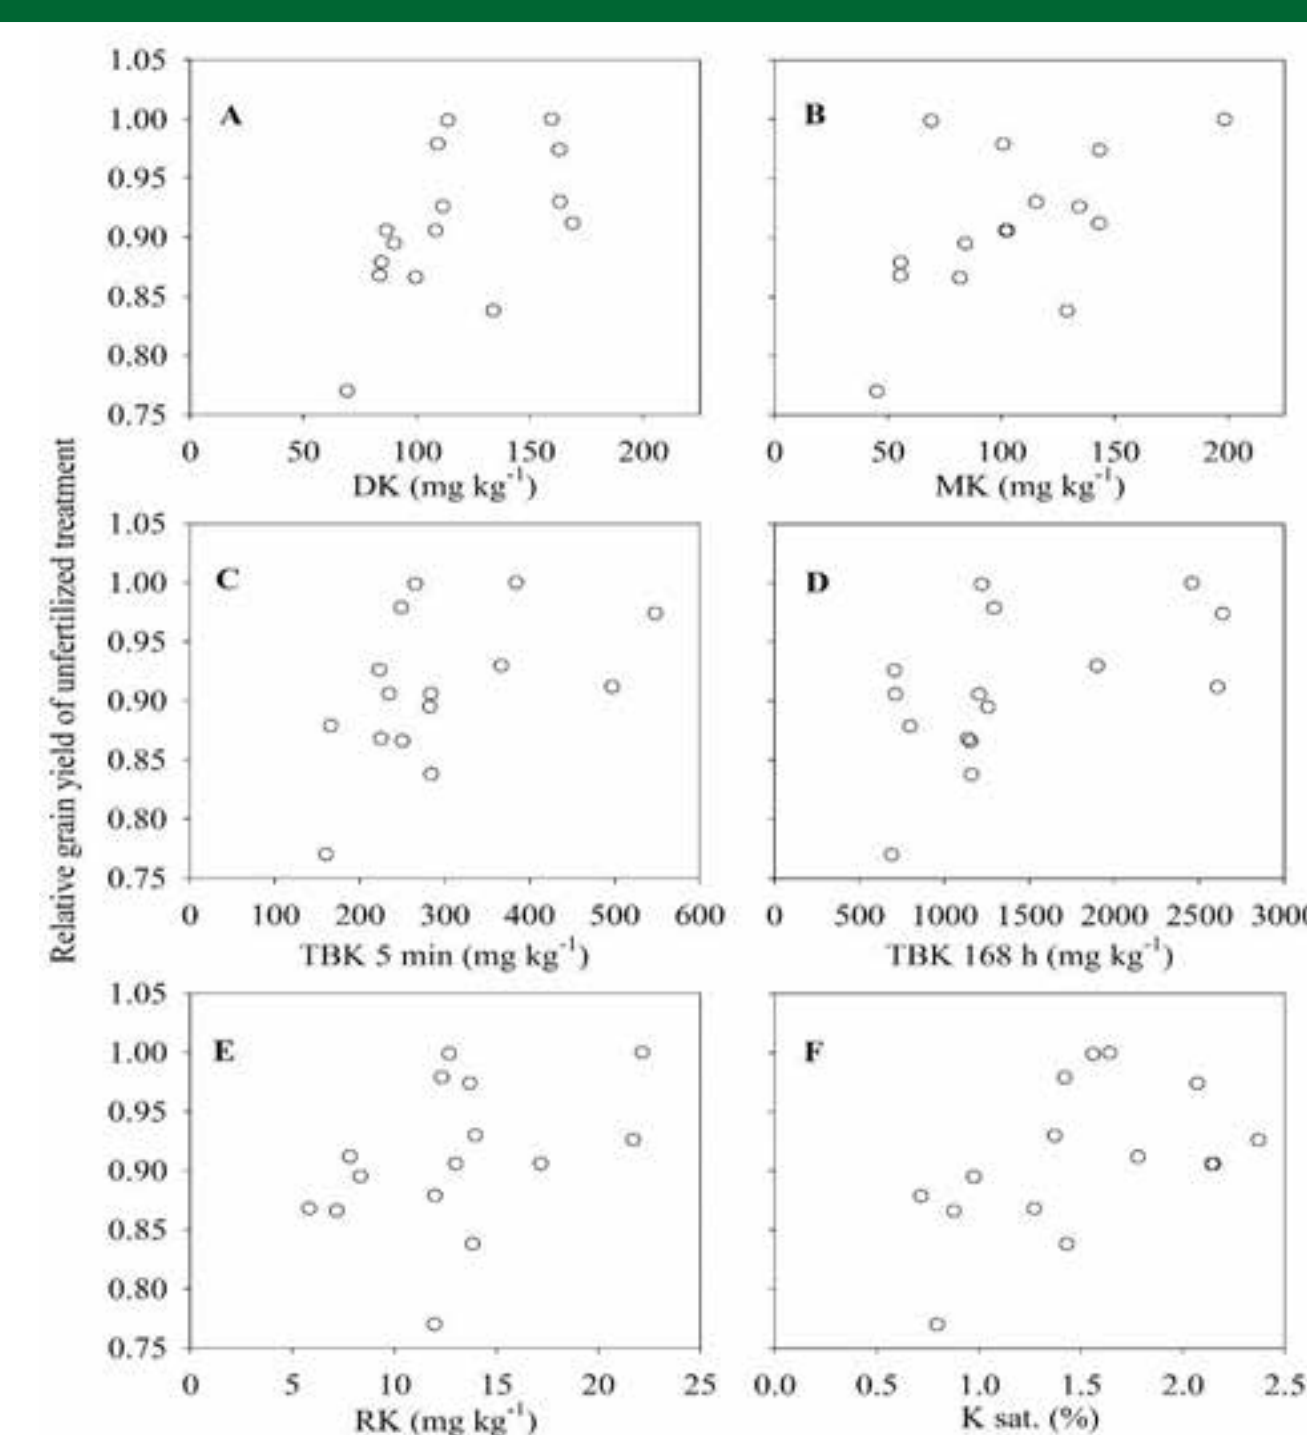 Relative grain yield of unfertilized treatment
1.05
1.00
0.95
0.90
0.85
0.80
0.75
A
0 50 100 150 200
DK (mg kg⁻¹)
B
0 50 100 150 200
MK (mg kg⁻¹)
1.05
1.00
0.95
0.90
0.85
0.80
0.75
C
0 100 200 300 400 500 600
TBK 5 min (mg kg⁻¹)
D
0 500 1000 1500 2000 2500 3000
TBK 168 h (mg kg⁻¹)
1.05
1.00
0.95
0.90
0.85
0.80
0.75
E
0 5 10 15 20 25
RK (mg kg⁻¹)
F
0.0 0.5 1.0 1.5 2.0 2.5
K sat. (%)